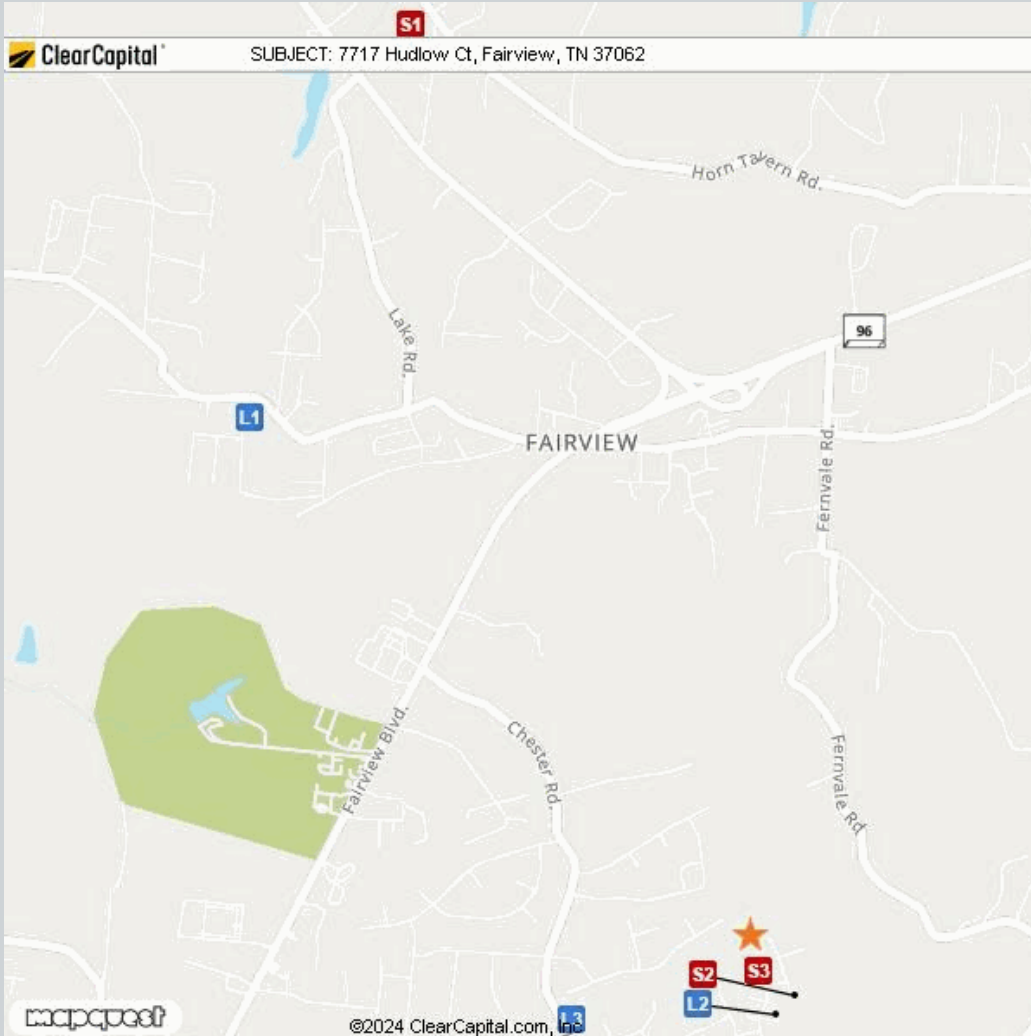 S1
ClearCapital
SUBJECT: 7717 Hudlow Ct, Fairview, TN 37062
Horn Tavern Rd.
Lake Rd.
96
L1
FAIRVIEW
Fernvale Rd.
Fairview Blvd.
Chester Rd.
Fernvale Rd
S2
S3
L2
L3
mapquest
©2024 ClearCapital.com, Inc